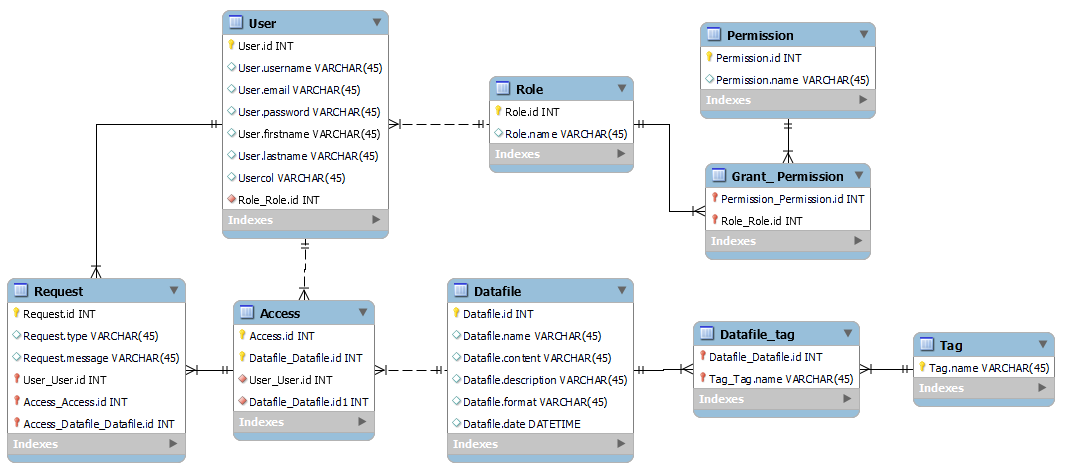 User
User.id INT
User.username VARCHAR(45)
User.email VARCHAR(45)
User.password VARCHAR(45)
User.firstname VARCHAR(45)
User.lastname VARCHAR(45)
Usercol VARCHAR(45)
Role_Role.id INT
Indexes
Role
Role.id INT
Role.name VARCHAR(45)
Indexes
Permission
Permission.id INT
Permission.name VARCHAR(45)
Indexes
Grant_ Permission
Permission_Permission.id INT
Role_Role.id INT
Indexes
Request
Request.id INT
Request.type VARCHAR(45)
Request.message VARCHAR(45)
User_User.id INT
Access_Access.id INT
Access_Datafile_Datafile.id INT
Indexes
Access
Access.id INT
Datafile_Datafile.id INT
User_User.id INT
Datafile_Datafile.id1 INT
Indexes
Datafile
Datafile.id INT
Datafile.name VARCHAR(45)
Datafile.content VARCHAR(45)
Datafile.description VARCHAR(45)
Datafile.format VARCHAR(45)
Datafile.date DATETIME
Indexes
Datafile_tag
Datafile_Datafile.id INT
Tag_Tag.name VARCHAR(45)
Indexes
Tag
Tag.name VARCHAR(45)
Indexes